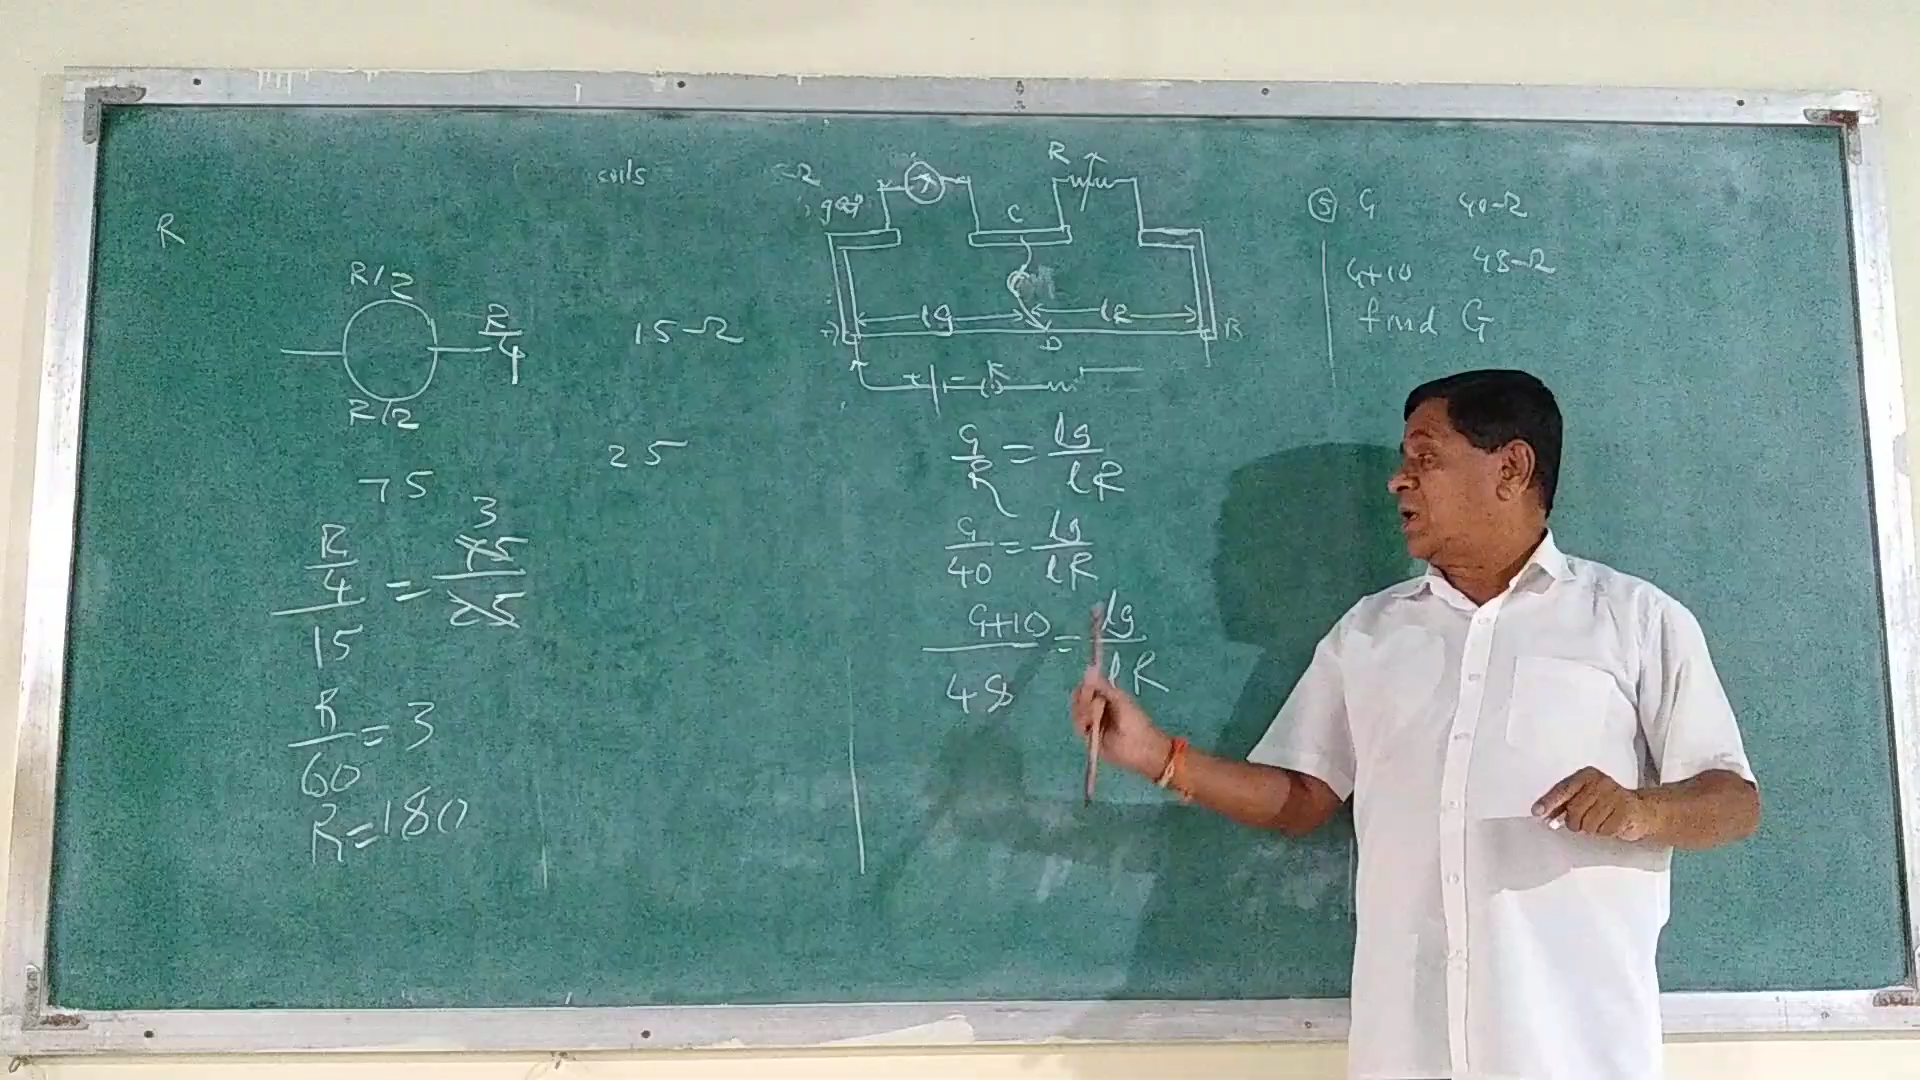 R
R/2
R/4
R/2
75
R/4/15 = 3 75/25
R/60 = 3
R=180
coils
15-Ω
25
R
C
lg
lR
D
B
G/R = lg/lR
G/40 = lg/lR
G+10/48 = lg/lR
⑤ G 40-Ω
G+10 48-Ω
find G